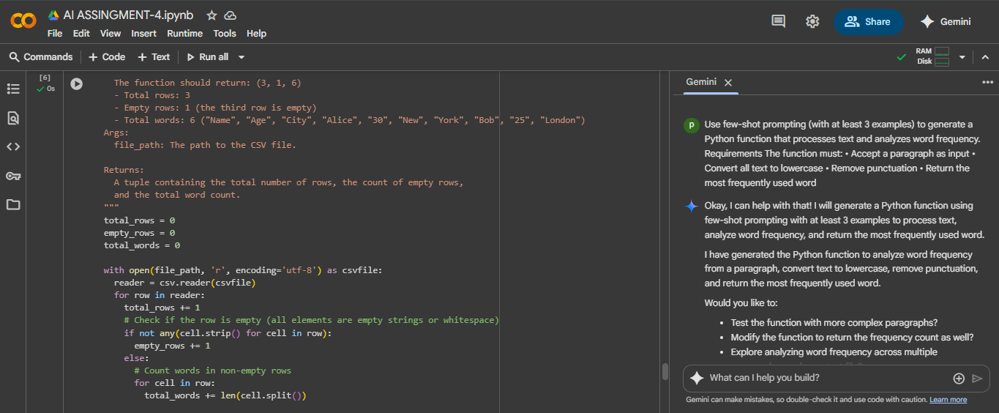 AI ASSINGMENT-4.ipynb
File Edit View Insert Runtime Tools Help
Share
Gemini
Commands + Code + Text Run all
RAM
Disk
[6]
0s
The function should return: (3, 1, 6)
- Total rows: 3
- Empty rows: 1 (the third row is empty)
- Total words: 6 ("Name", "Age", "City", "Alice", "30", "New", "York", "Bob", "25", "London")
Args:
file_path: The path to the CSV file.
Returns:
A tuple containing the total number of rows, the count of empty rows,
and the total word count.
"""
total_rows = 0
empty_rows = 0
total_words = 0
with open(file_path, 'r', encoding='utf-8') as csvfile:
reader = csv.reader(csvfile)
for row in reader:
total_rows += 1
# Check if the row is empty (all elements are empty strings or whitespace)
if not any(cell.strip() for cell in row):
empty_rows += 1
else:
# Count words in non-empty rows
for cell in row:
total_words += len(cell.split())
Gemini
P
Use few-shot prompting (with at least 3 examples) to generate a
Python function that processes text and analyzes word frequency.
Requirements The function must: • Accept a paragraph as input •
Convert all text to lowercase • Remove punctuation • Return the
most frequently used word
Okay, I can help with that! I will generate a Python function using
few-shot prompting with at least 3 examples to process text,
analyze word frequency, and return the most frequently used word.
I have generated the Python function to analyze word frequency
from a paragraph, convert text to lowercase, remove punctuation,
and return the most frequently used word.
Would you like to:
• Test the function with more complex paragraphs?
• Modify the function to return the frequency count as well?
• Explore analyzing word frequency across multiple
What can I help you build?
Gemini can make mistakes, so double-check it and use code with caution. Learn more